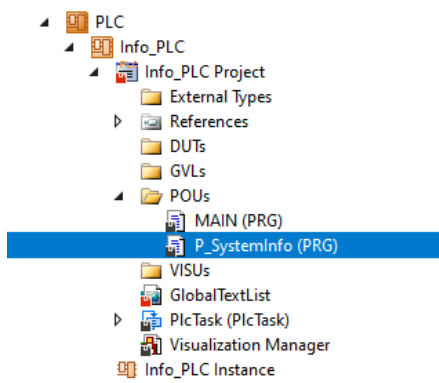 PLC
Info_PLC
Info_PLC Project
External Types
References
DUTs
GVLs
POUs
MAIN (PRG)
P_SystemInfo (PRG)
VISUs
GlobalTextList
PlcTask (PlcTask)
Visualization Manager
Info_PLC Instance